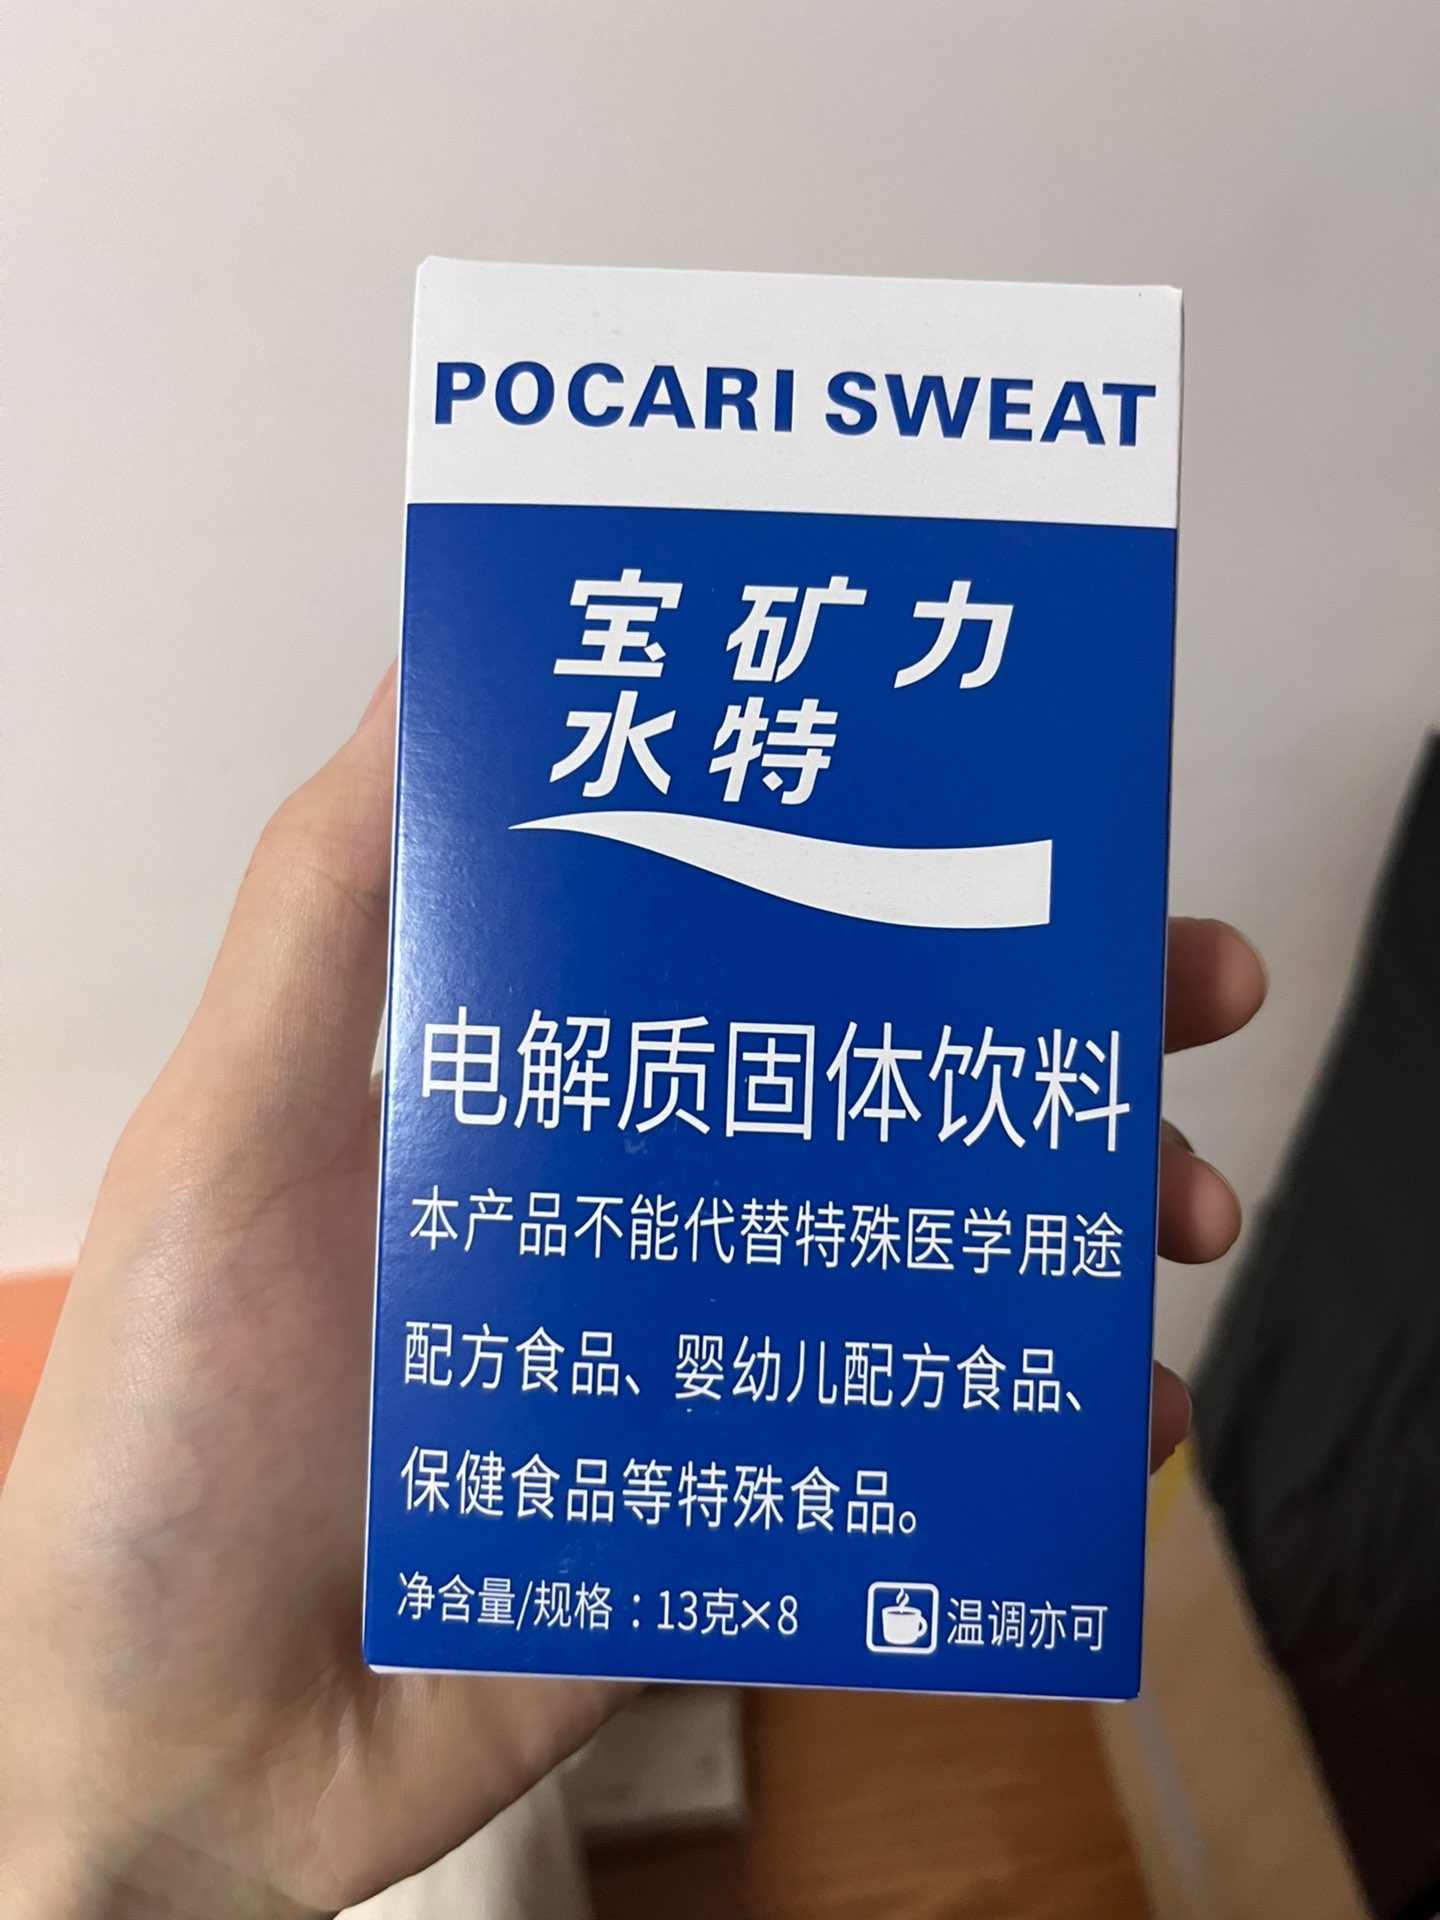 POCARI SWEAT
宝矿力
水特
电解质固体饮料
本产品不能代替特殊医学用途
配方食品、婴幼儿配方食品、
保健食品等特殊食品。
净含量/规格：13克×8
温调亦可